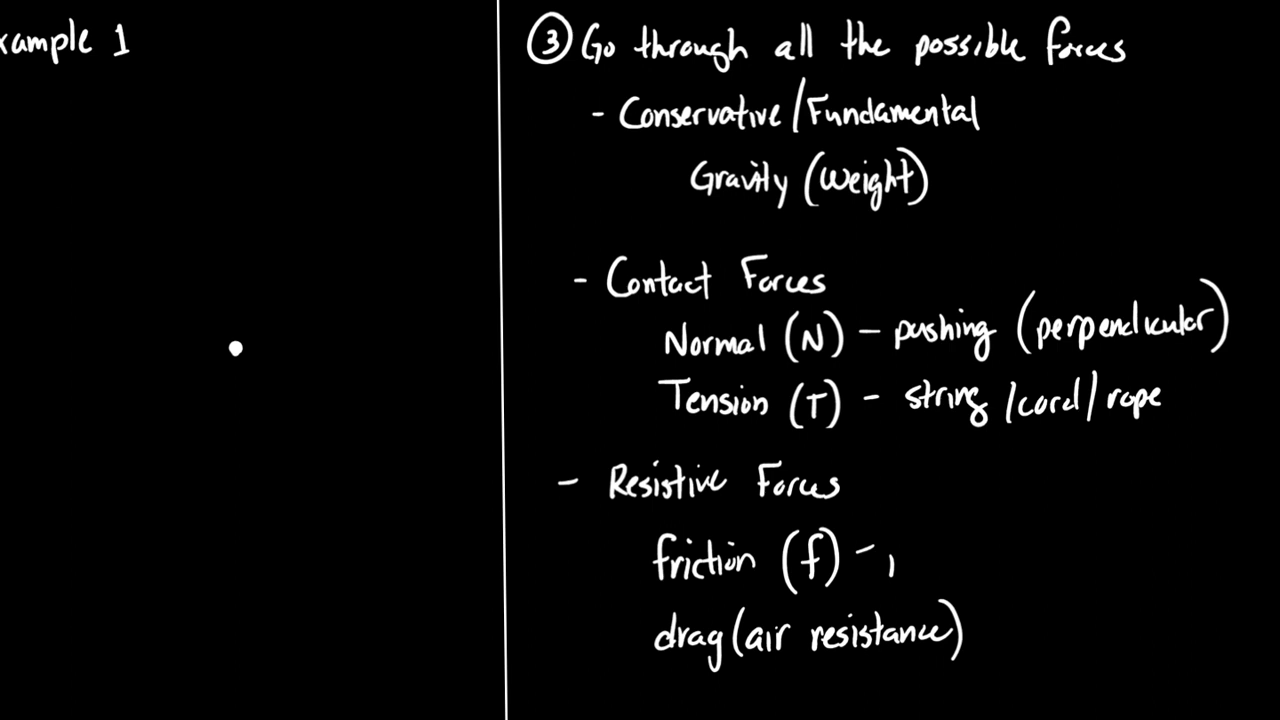 xample 1
③ Go through all the possible forces
- Conservative/Fundamental
Gravity (weight)
- Contact Forces
Normal (N) - pushing (perpendicular)
Tension (T) - string/cord/rope
- Resistive Forces
friction (f) -
drag (air resistance)